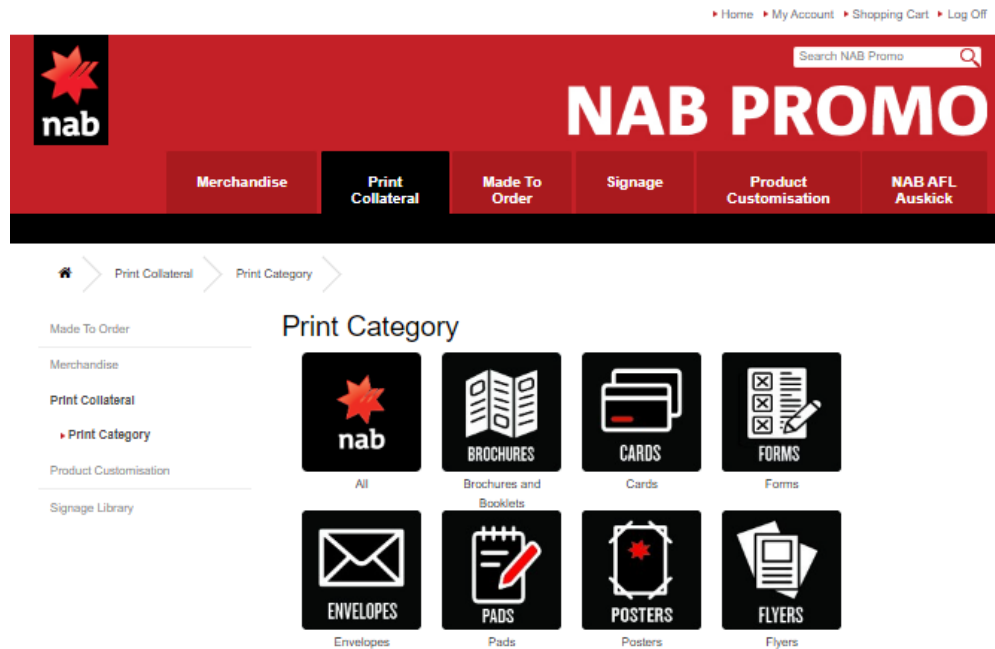 Home My Account Shopping Cart Log Off
Search NAB Promo
nab
NAB PROMO
Merchandise Print Collateral Made To Order Signage Product Customisation NAB AFL Auskick
Print Collateral Print Category
Made To Order
Merchandise
Print Collateral
Print Category
Product Customisation
Signage Library
Print Category
nab BROCHURES CARDS FORMS
All Brochures and Booklets Cards Forms
ENVELOPES PADS POSTERS FLYERS
Envelopes Pads Posters Flyers